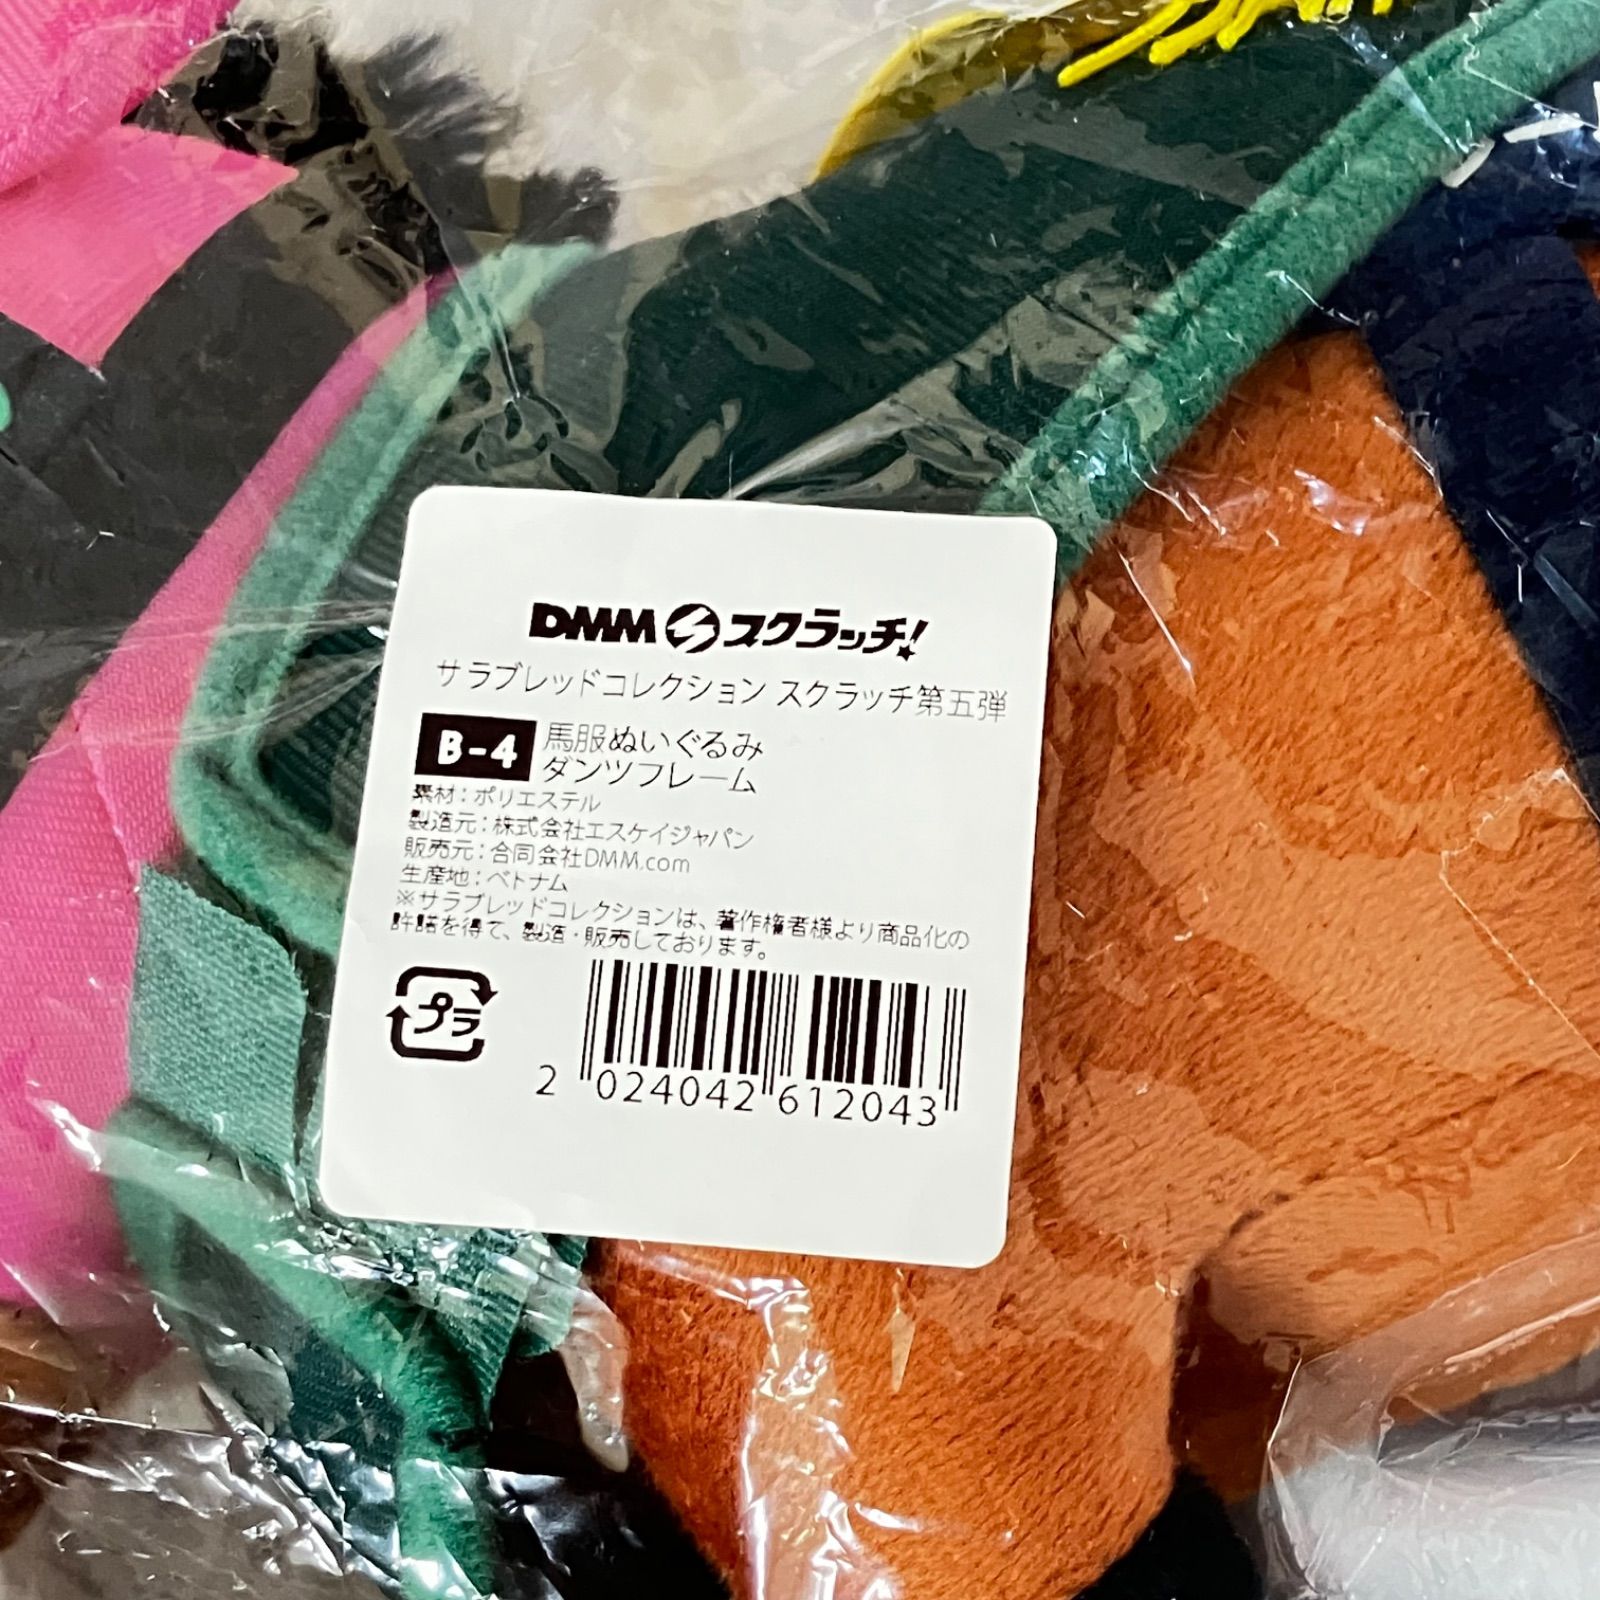 DMMスクラッチ!
サラブレッドコレクション スクラッチ第五弾
B-4 馬服ぬいぐるみ
ダンツフレーム
素材：ポリエステル
製造元：株式会社エスケイジャパン
販売元：合同会社DMM.com
生産地：ベトナム
※サラブレッドコレクションは、著作権者様より商品化の
許諾を得て、製造・販売しております。
プラ
2 024042 612043